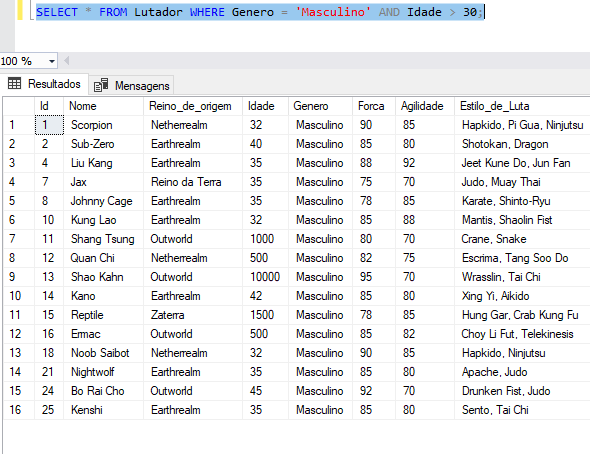 SELECT * FROM Lutador WHERE Genero = 'Masculino' AND Idade > 30;
100 %
Resultados Mensagens
Id Nome Reino_de_origem Idade Genero Forca Agilidade Estilo_de_Luta
1 1 Scorpion Netherrealm 32 Masculino 90 85 Hapkido, Pi Gua, Ninjutsu
2 2 Sub-Zero Earthrealm 40 Masculino 85 80 Shotokan, Dragon
3 4 Liu Kang Earthrealm 35 Masculino 88 92 Jeet Kune Do, Jun Fan
4 7 Jax Reino da Terra 35 Masculino 75 70 Judo, Muay Thai
5 8 Johnny Cage Earthrealm 35 Masculino 78 85 Karate, Shinto-Ryu
6 10 Kung Lao Earthrealm 32 Masculino 85 88 Mantis, Shaolin Fist
7 11 Shang Tsung Outworld 1000 Masculino 80 70 Crane, Snake
8 12 Quan Chi Netherrealm 500 Masculino 82 75 Escrima, Tang Soo Do
9 13 Shao Kahn Outworld 10000 Masculino 95 70 Wrasslin, Tai Chi
10 14 Kano Earthrealm 42 Masculino 85 80 Xing Yi, Aikido
11 15 Reptile Zaterra 1500 Masculino 78 85 Hung Gar, Crab Kung Fu
12 16 Ermac Outworld 500 Masculino 85 82 Choy Li Fut, Telekinesis
13 18 Noob Saibot Netherrealm 32 Masculino 90 85 Hapkido, Ninjutsu
14 21 Nightwolf Earthrealm 35 Masculino 85 80 Apache, Judo
15 24 Bo Rai Cho Outworld 45 Masculino 92 70 Drunken Fist, Judo
16 25 Kenshi Earthrealm 35 Masculino 85 80 Sento, Tai Chi